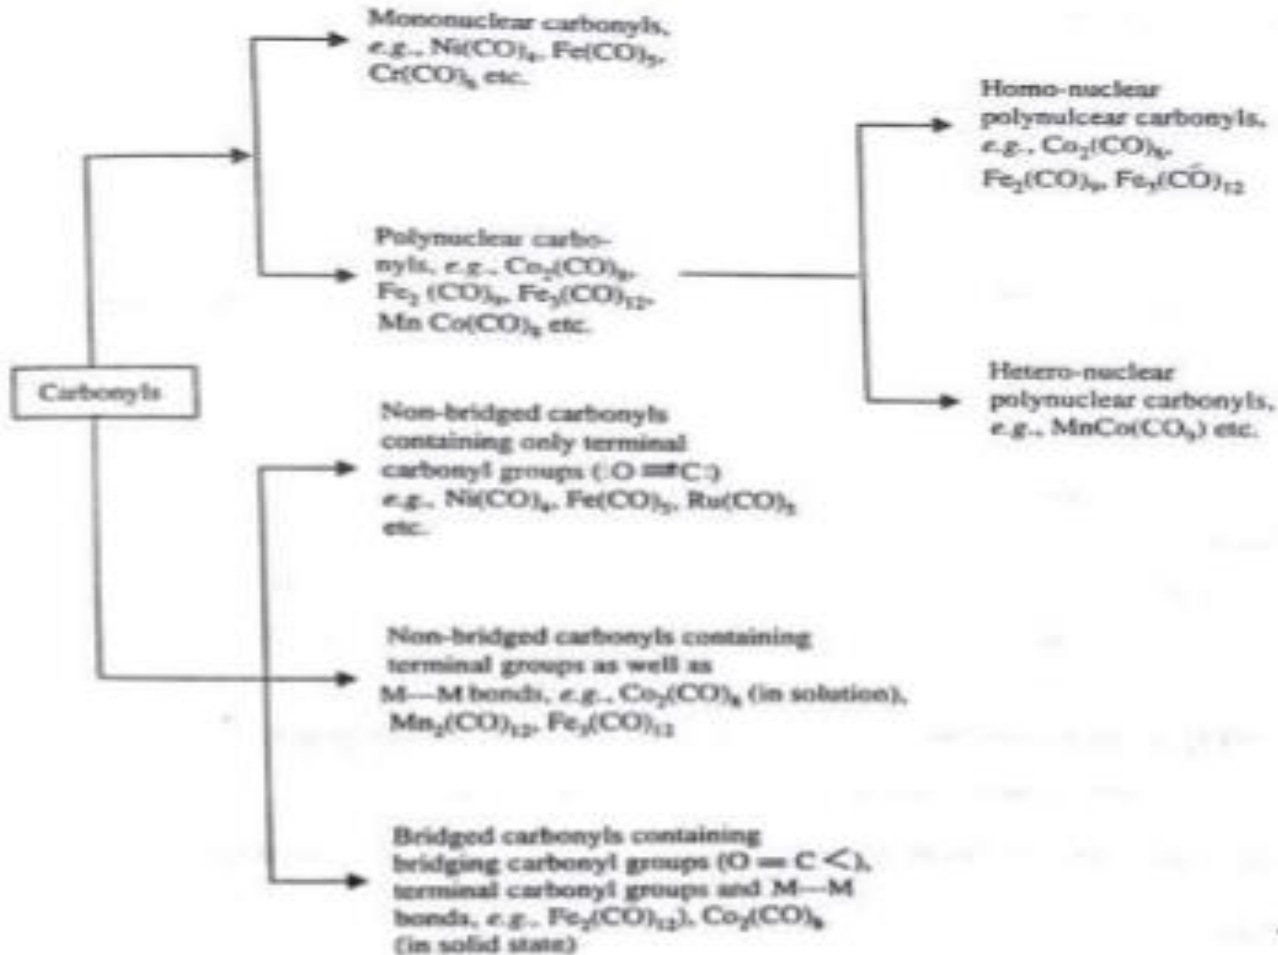 Mononuclear carbonyls,
e.g., Ni(CO)₄, Fe(CO)₅,
Cr(CO)₆ etc.
Homo-nuclear
polynulcear carbonyls,
e.g., Co₂(CO)₈,
Fe₂(CO)₉, Fe₃(CO)₁₂
Polynuclear carbo-
nyls, e.g., Co₂(CO)₈,
Fe₂ (CO)₉, Fe₃(CO)₁₂,
Mn Co(CO)₉ etc.
Hetero-nuclear
polynuclear carbonyls,
e.g., MnCo(CO₉) etc.
Carbonyls
Non-bridged carbonyls
containing only terminal
carbonyl groups (:O≡C:)
e.g., Ni(CO)₄, Fe(CO)₅, Ru(CO)₅
etc.
Non-bridged carbonyls containing
terminal groups as well as
M—M bonds, e.g., Co₂(CO)₈ (in solution),
Mn₂(CO)₁₂, Fe₃(CO)₁₂
Bridged carbonyls containing
bridging carbonyl groups (O = C <),
terminal carbonyl groups and M—M
bonds, e.g., Fe₂(CO)₁₂), Co₂(CO)₈
(in solid state)